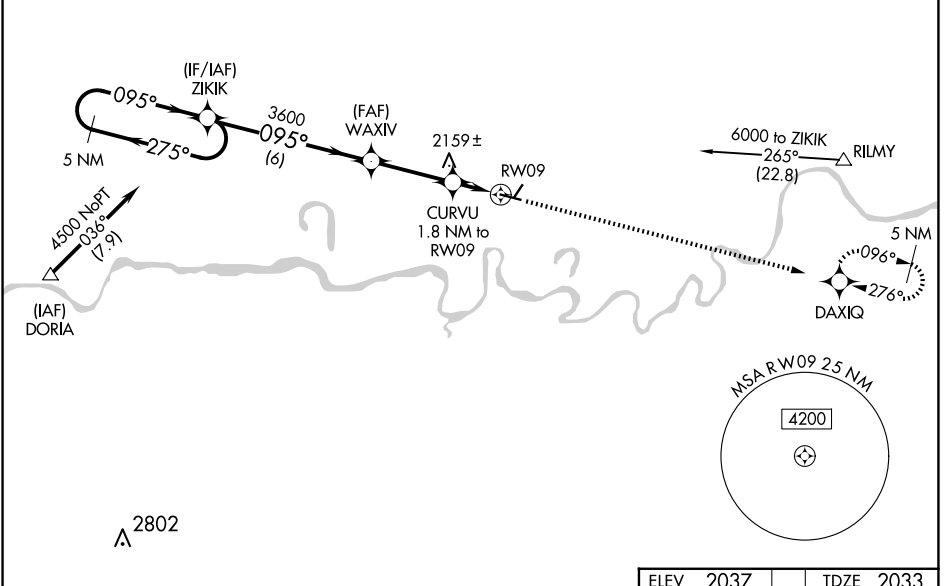 (IF/IAF)
ZIKIK
095°
275°
5 NM
3600
095°
(6)
(FAF)
WAXIV
2159±
CURVU
1.8 NM to
RW09
RW09
6000 to ZIKIK
265°
(22.8)
RILMY
4500 NoPT
036°
(7.9)
(IAF)
DORIA
5 NM
096°
276°
DAXIQ
MSA RW09 25 NM
4200
2802
ELEV 2037 TDZE 2033